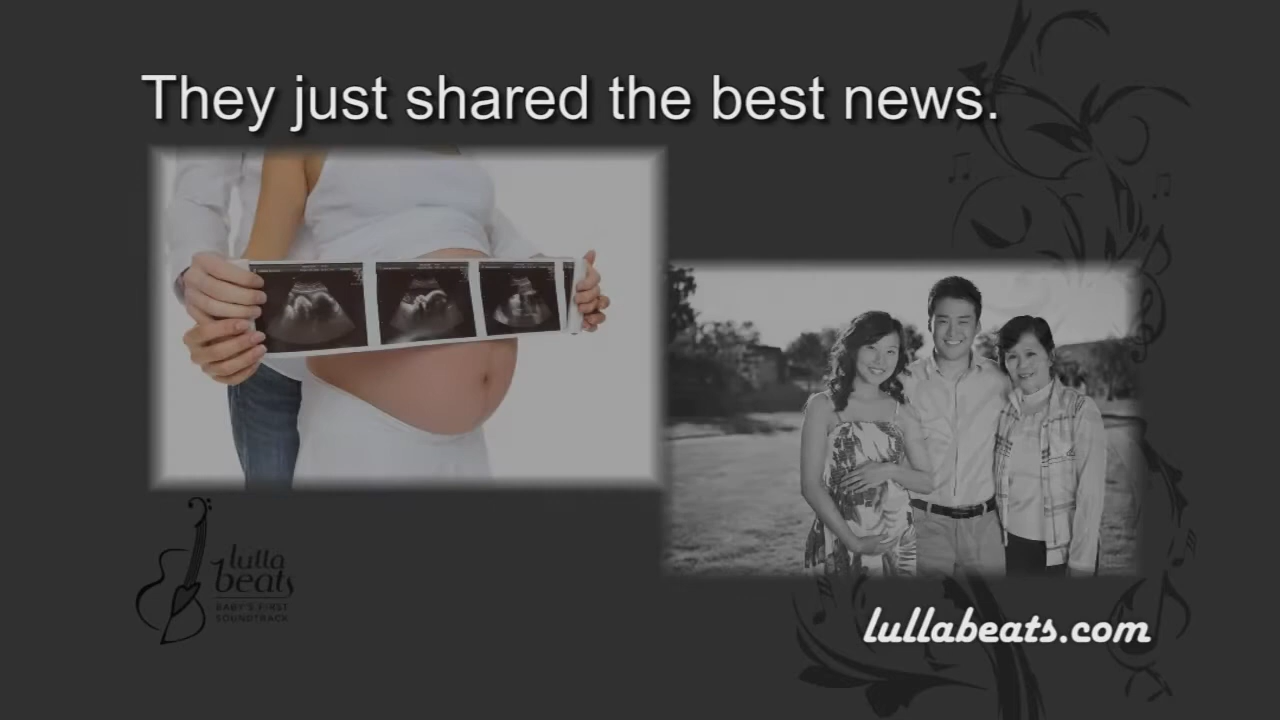 They just shared the best news.
lulla
beats
BABY'S FIRST
SOUNDTRACK
lullabeats.com